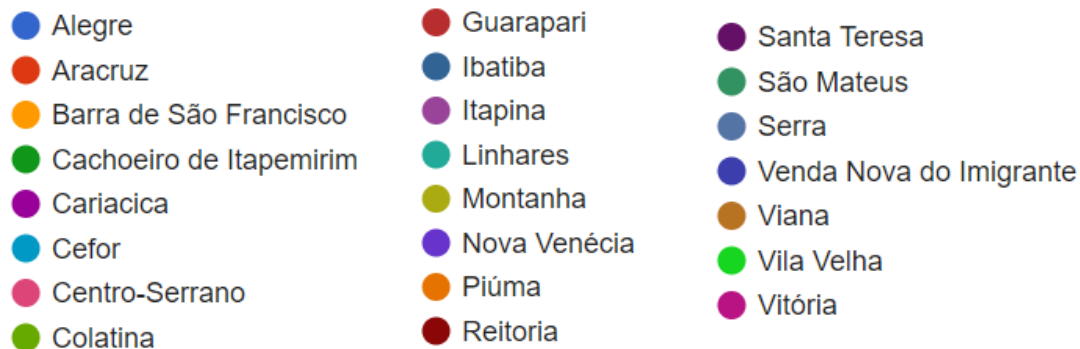 Alegre
Aracruz
Barra de São Francisco
Cachoeiro de Itapemirim
Cariacica
Cefor
Centro-Serrano
Colatina
Guarapari
Ibatiba
Itapina
Linhares
Montanha
Nova Venécia
Piúma
Reitoria
Santa Teresa
São Mateus
Serra
Venda Nova do Imigrante
Viana
Vila Velha
Vitória